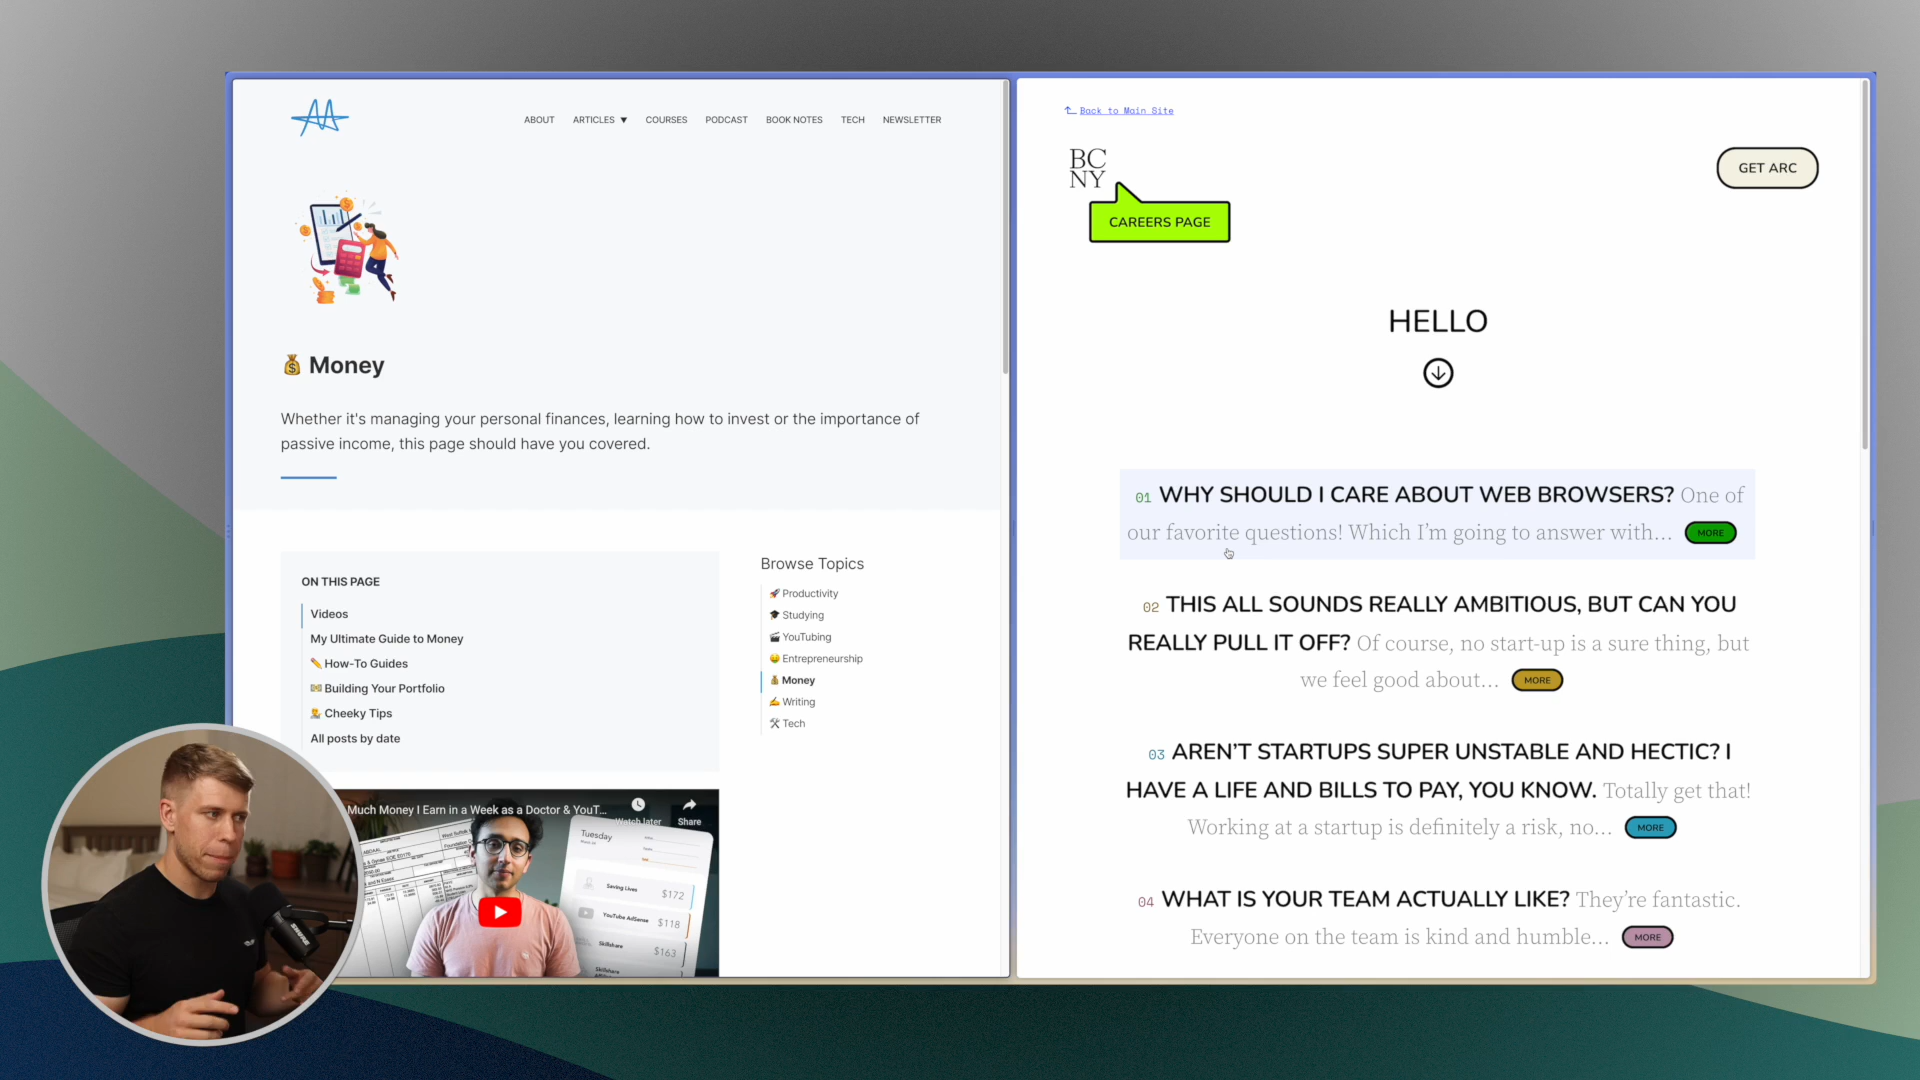 ABOUT ARTICLES ▼ COURSES PODCAST BOOK NOTES TECH NEWSLETTER
💰 Money
Whether it's managing your personal finances, learning how to invest or the importance of
passive income, this page should have you covered.
ON THIS PAGE
Videos
My Ultimate Guide to Money
✏️ How-To Guides
💵 Building Your Portfolio
Cheeky Tips
All posts by date
Browse Topics
🚀 Productivity
🎓 Studying
🎬 YouTubing
😄 Entrepreneurship
💰 Money
✍️ Writing
🛠 Tech
Much Money I Earn in a Week as a Doctor & YouT...
Watch later
Share
Tuesday
Saving Lives $172
YouTube AdSense $118
Skillshare $163
Skillshare
SHURE
Back to Main Site
BC
NY
CAREERS PAGE
GET ARC
HELLO
01 WHY SHOULD I CARE ABOUT WEB BROWSERS? One of
our favorite questions! Which I’m going to answer with... MORE
02 THIS ALL SOUNDS REALLY AMBITIOUS, BUT CAN YOU
REALLY PULL IT OFF? Of course, no start-up is a sure thing, but
we feel good about... MORE
03 AREN’T STARTUPS SUPER UNSTABLE AND HECTIC? I
HAVE A LIFE AND BILLS TO PAY, YOU KNOW. Totally get that!
Working at a startup is definitely a risk, no... MORE
04 WHAT IS YOUR TEAM ACTUALLY LIKE? They’re fantastic.
Everyone on the team is kind and humble... MORE